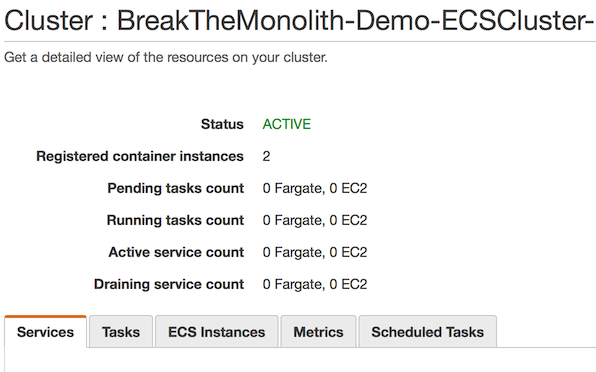 Cluster : BreakTheMonolith-Demo-ECSCluster-
Get a detailed view of the resources on your cluster.
Status ACTIVE
Registered container instances 2
Pending tasks count 0 Fargate, 0 EC2
Running tasks count 0 Fargate, 0 EC2
Active service count 0 Fargate, 0 EC2
Draining service count 0 Fargate, 0 EC2
Services Tasks ECS Instances Metrics Scheduled Tasks